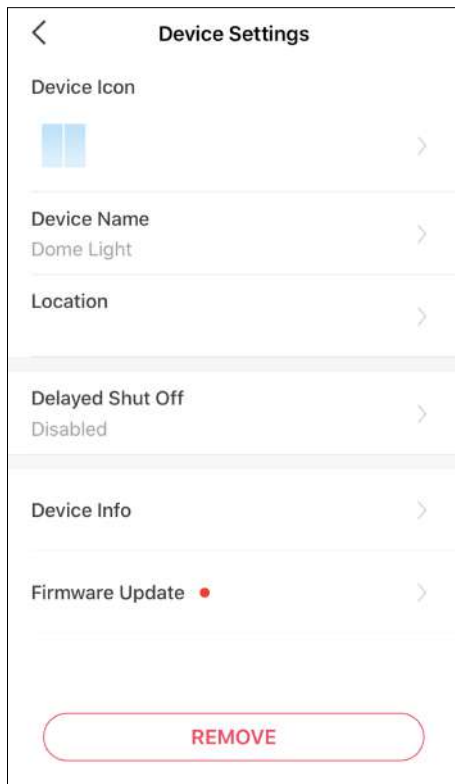 Device Settings
Device Icon
Device Name
Dome Light
Location
Delayed Shut Off
Disabled
Device Info
Firmware Update
REMOVE